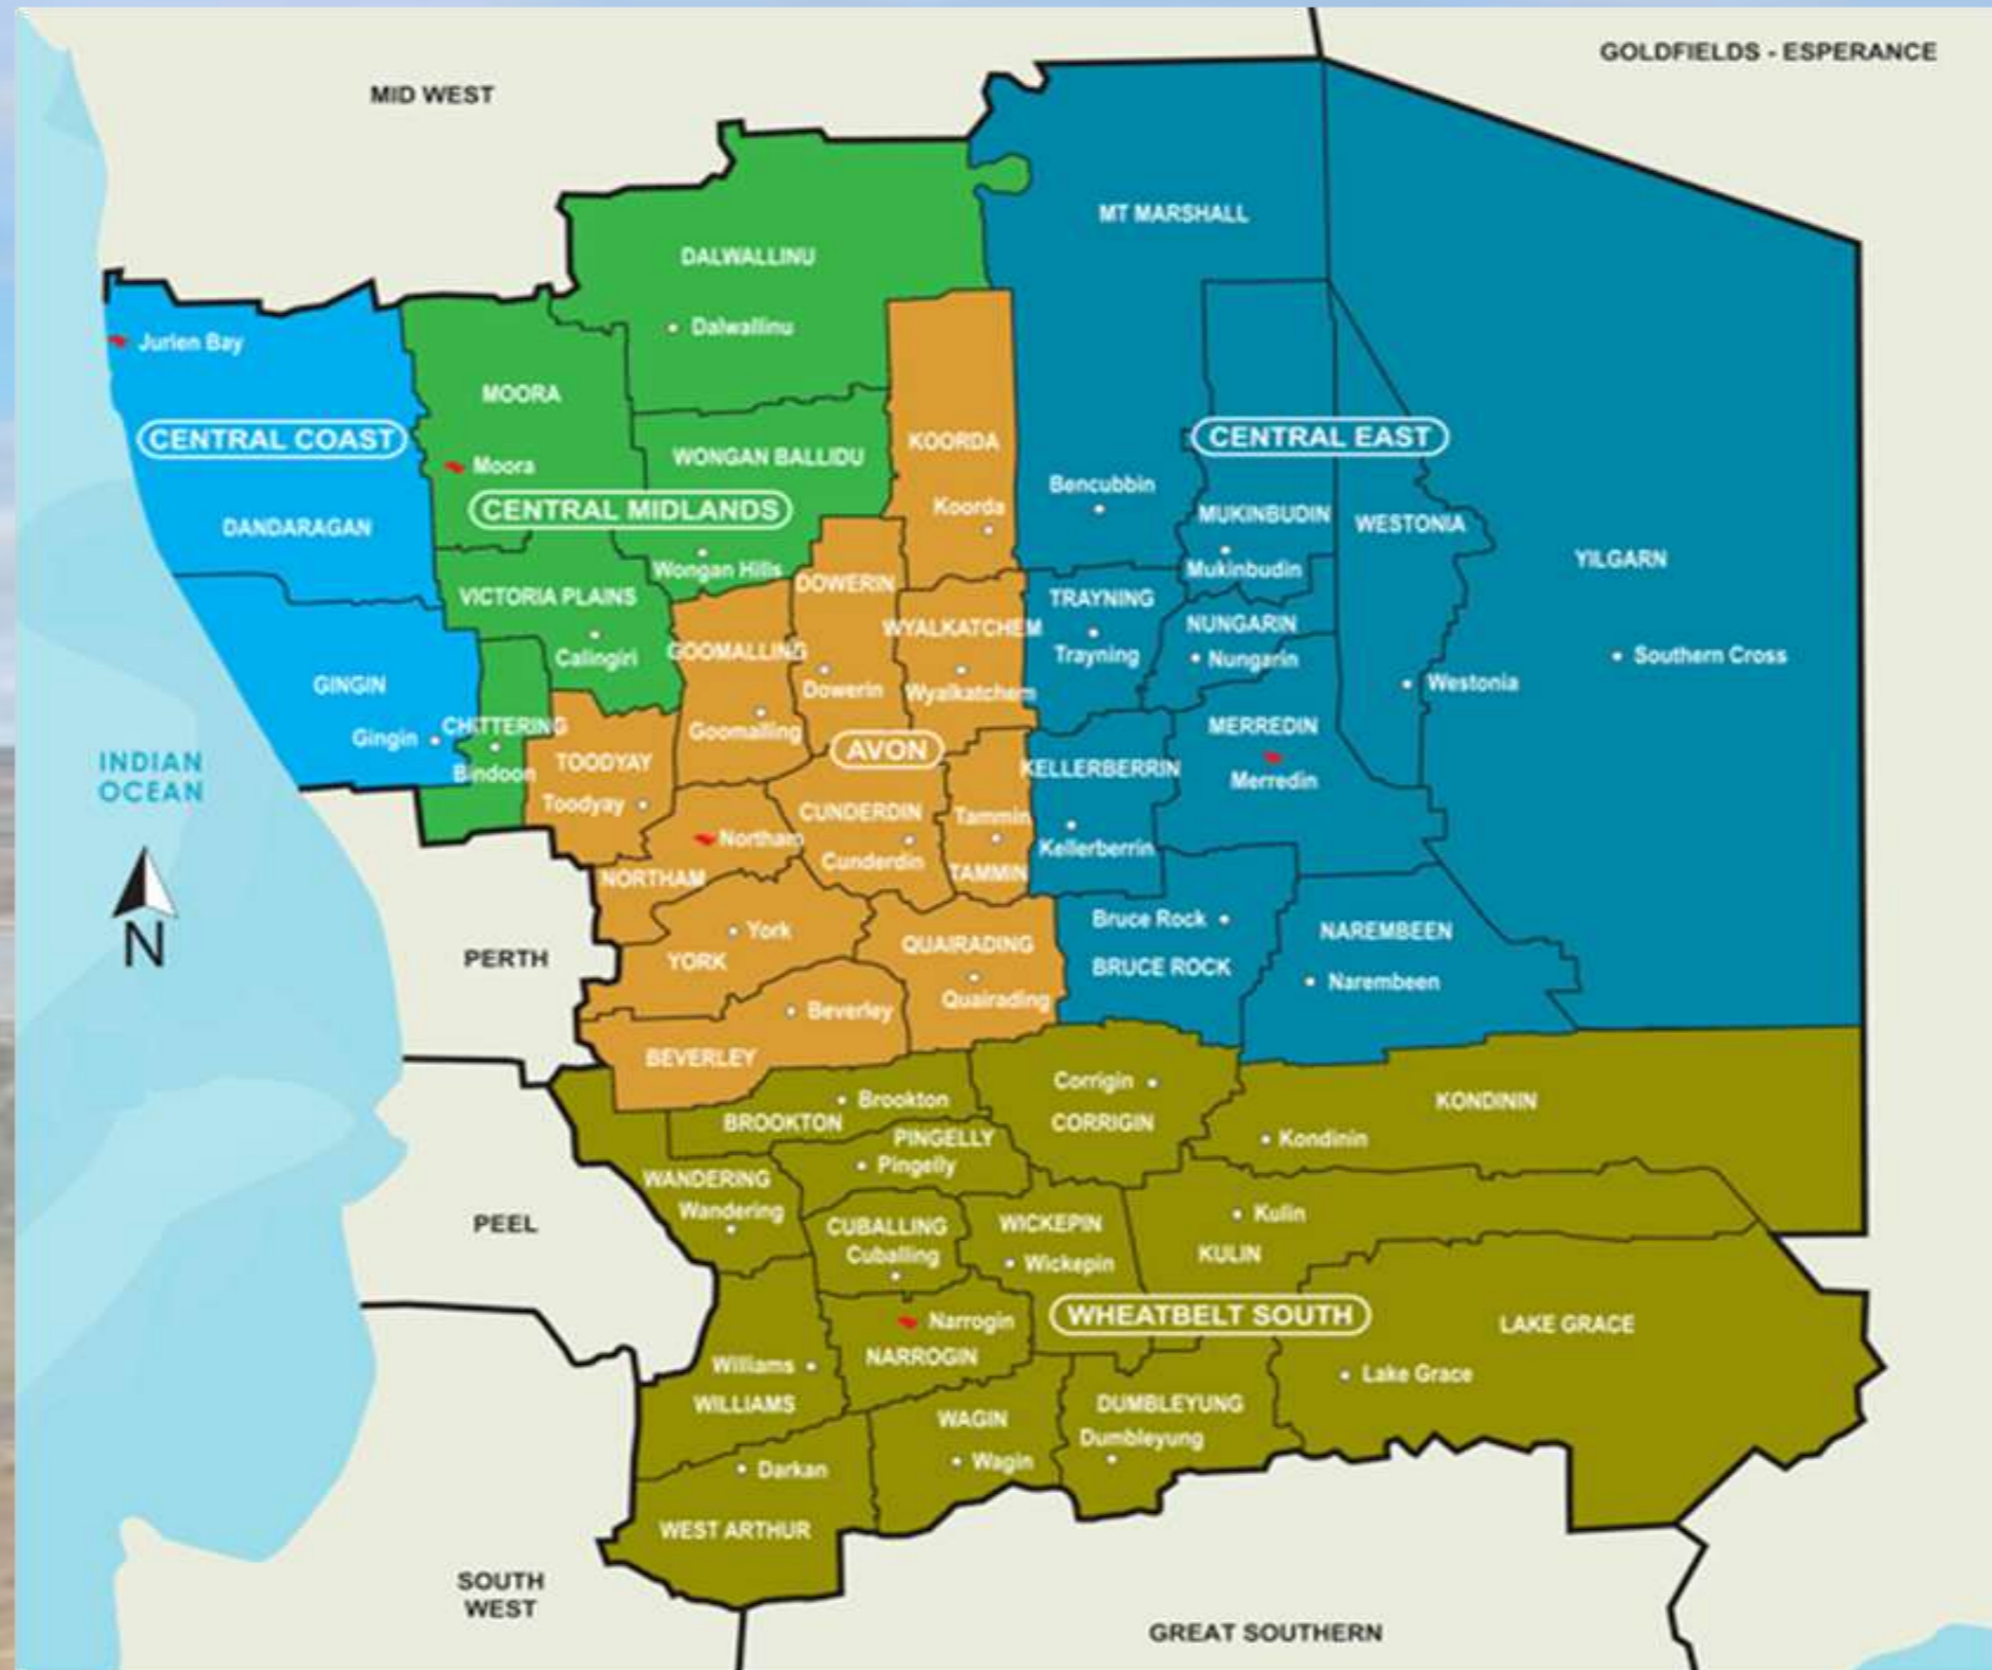 GOLDFIELDS - ESPERANCE
MID WEST
MT MARSHALL
DALWALLINU
Dalwallinu
Jurien Bay
MOORA
CENTRAL COAST
CENTRAL EAST
KOORDA
WONGAN BALLIDU
Moora
Bencubbin
CENTRAL MIDLANDS
Koorda
MUKINBUDIN
WESTONIA
DANDARAGAN
YILGARN
Wongan Hills
Mukinbudin
DOWERIN
VICTORIA PLAINS
TRAYNING
NUNGARIN
WYALKATCHEM
GOOMALLING
Calingiri
Trayning
Nungarin
Southern Cross
GINGIN
Westonia
Dowerin
Wyalkatchem
CHITTERING
MERREDIN
Gingin
Goomalling
AVON
INDIAN
OCEAN
TOODYAY
KELLERBERRIN
Bindoon
Merredin
Toodyay
CUNDERDIN
Tammin
Northam
Kellerberrin
Cunderdin
TAMMIN
NORTHAM
Bruce Rock
York
NAREMBEEN
QUAIRADING
N
PERTH
YORK
BRUCE ROCK
Narembeen
Quairading
Beverley
BEVERLEY
Corrigin
Brookton
KONDININ
BROOKTON
CORRIGIN
PINGELLY
Kondinin
Pingelly
WANDERING
Wandering
Kulin
PEEL
CUBALLING
WICKEPIN
Cuballing
KULIN
Wickepin
WHEATBELT SOUTH
Narrogin
LAKE GRACE
NARROGIN
Williams
Lake Grace
WILLIAMS
DUMBLEYUNG
WAGIN
Dumbleyung
Wagin
Darkan
WEST ARTHUR
SOUTH
WEST
GREAT SOUTHERN